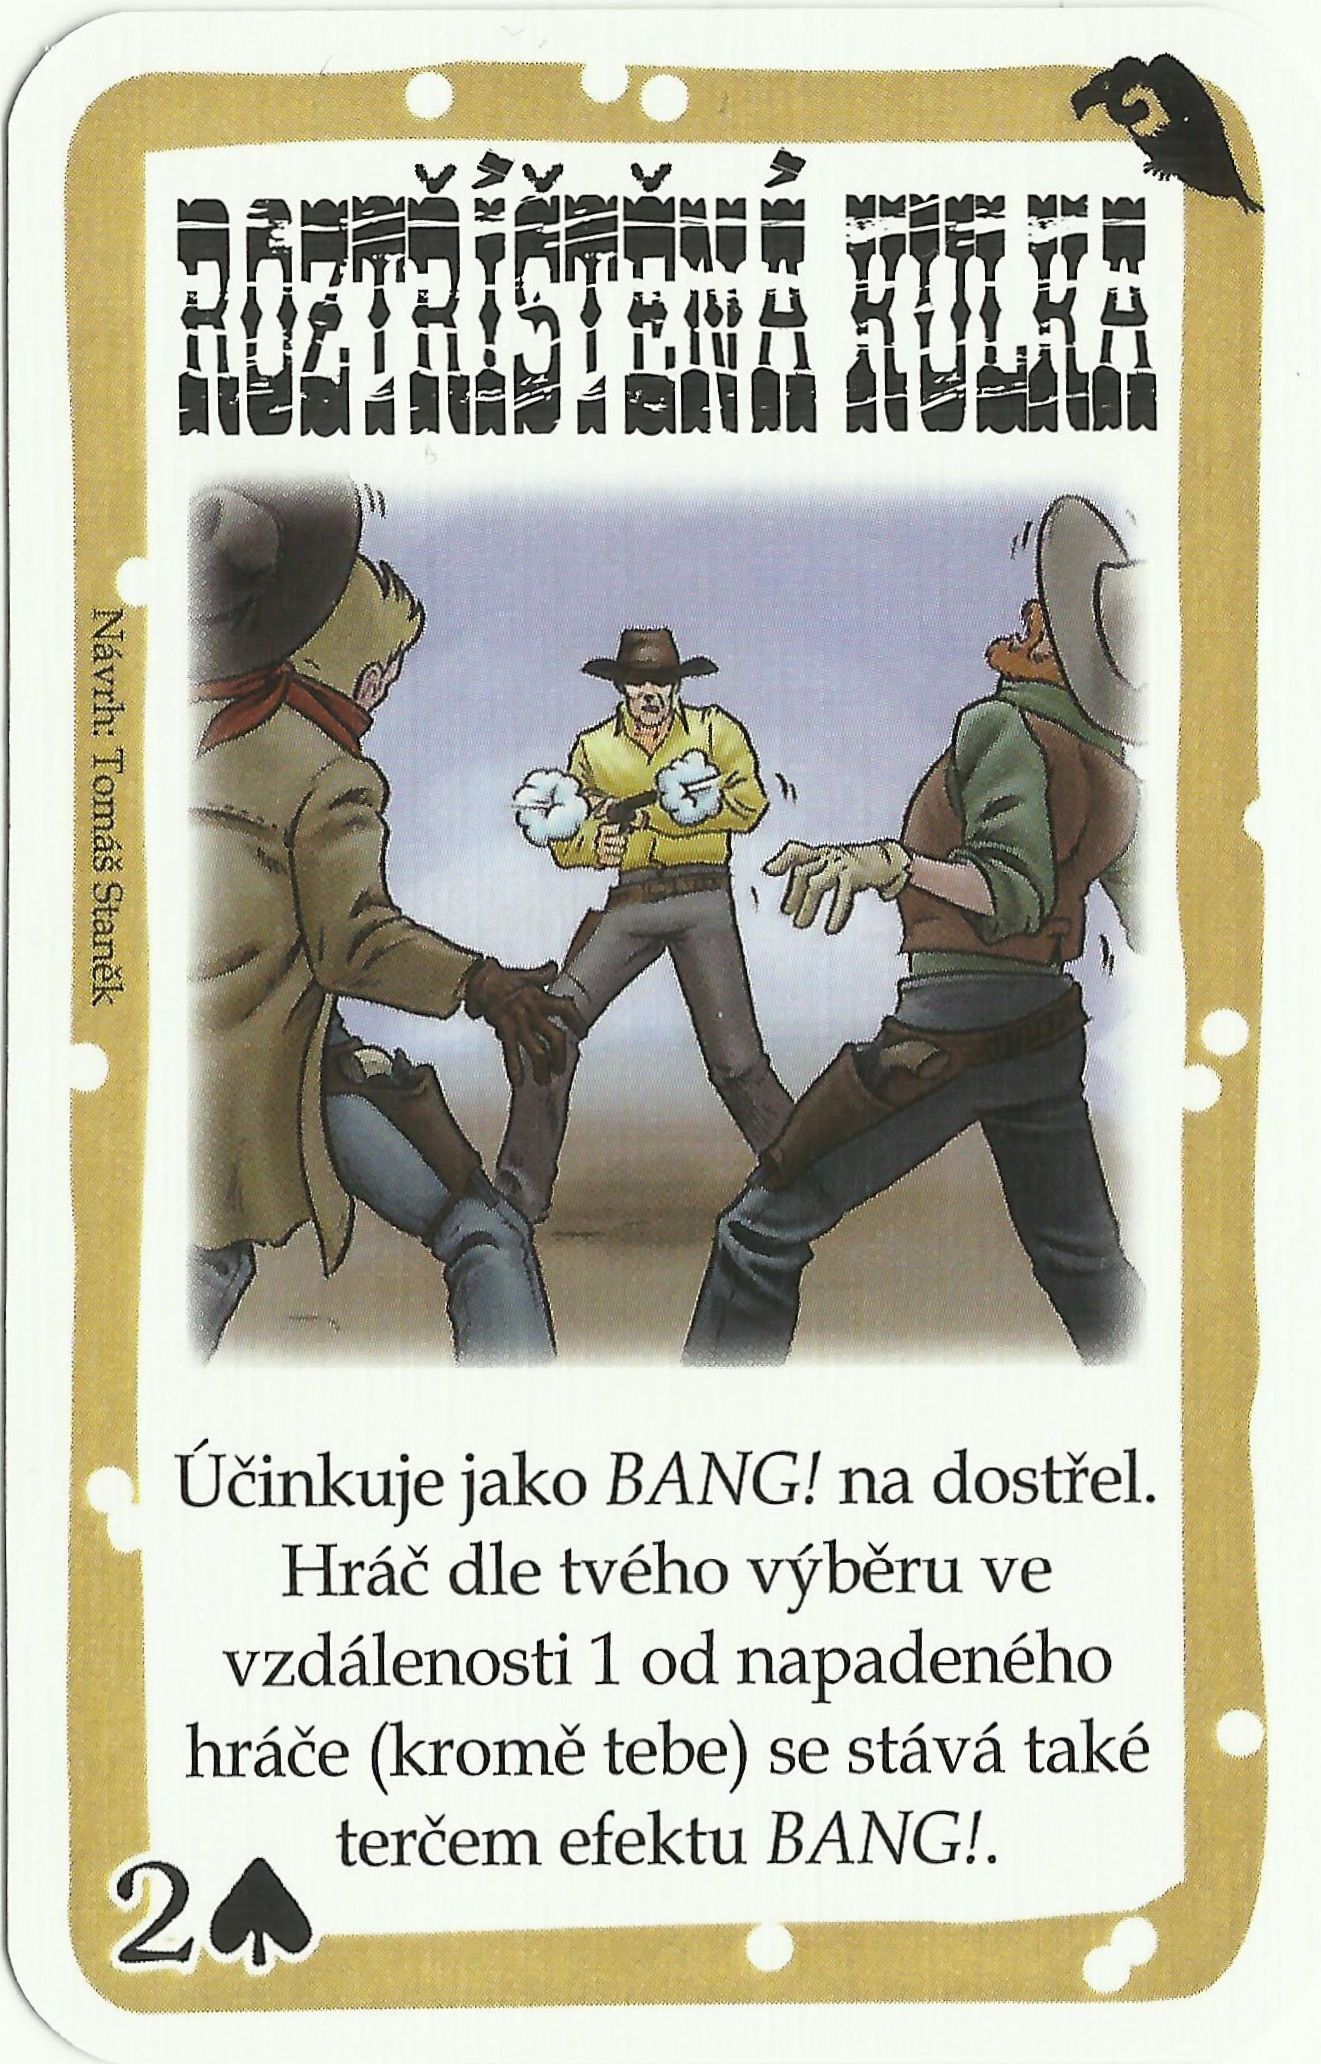 ROZTŘÍŠTĚNÁ KULKA
Návrh: Tomáš Staněk
Účinkuje jako BANG! na dostřel.
Hráč dle tvého výběru ve
vzdálenosti 1 od napadeného
hráče (kromě tebe) se stává také
terčem efektu BANG!.
2♠